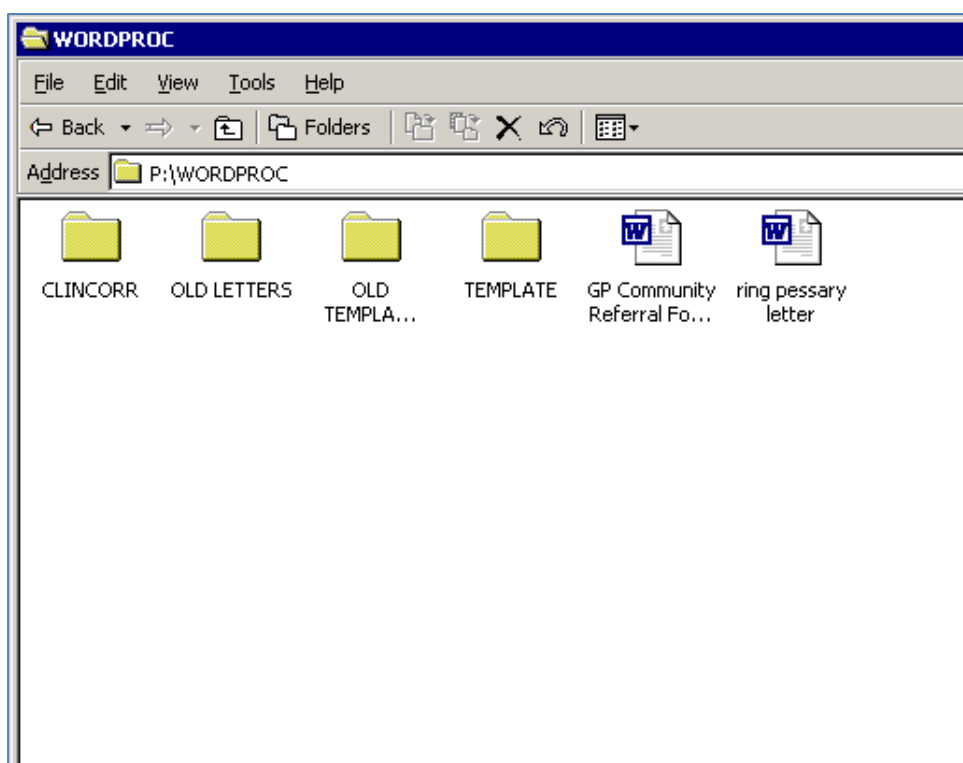 WORDPROC
File Edit View Tools Help
Back Folders
Address P:\WORDPROC
CLINCORR OLD LETTERS OLD TEMPLA... TEMPLATE GP Community Referral Fo... ring pessary letter